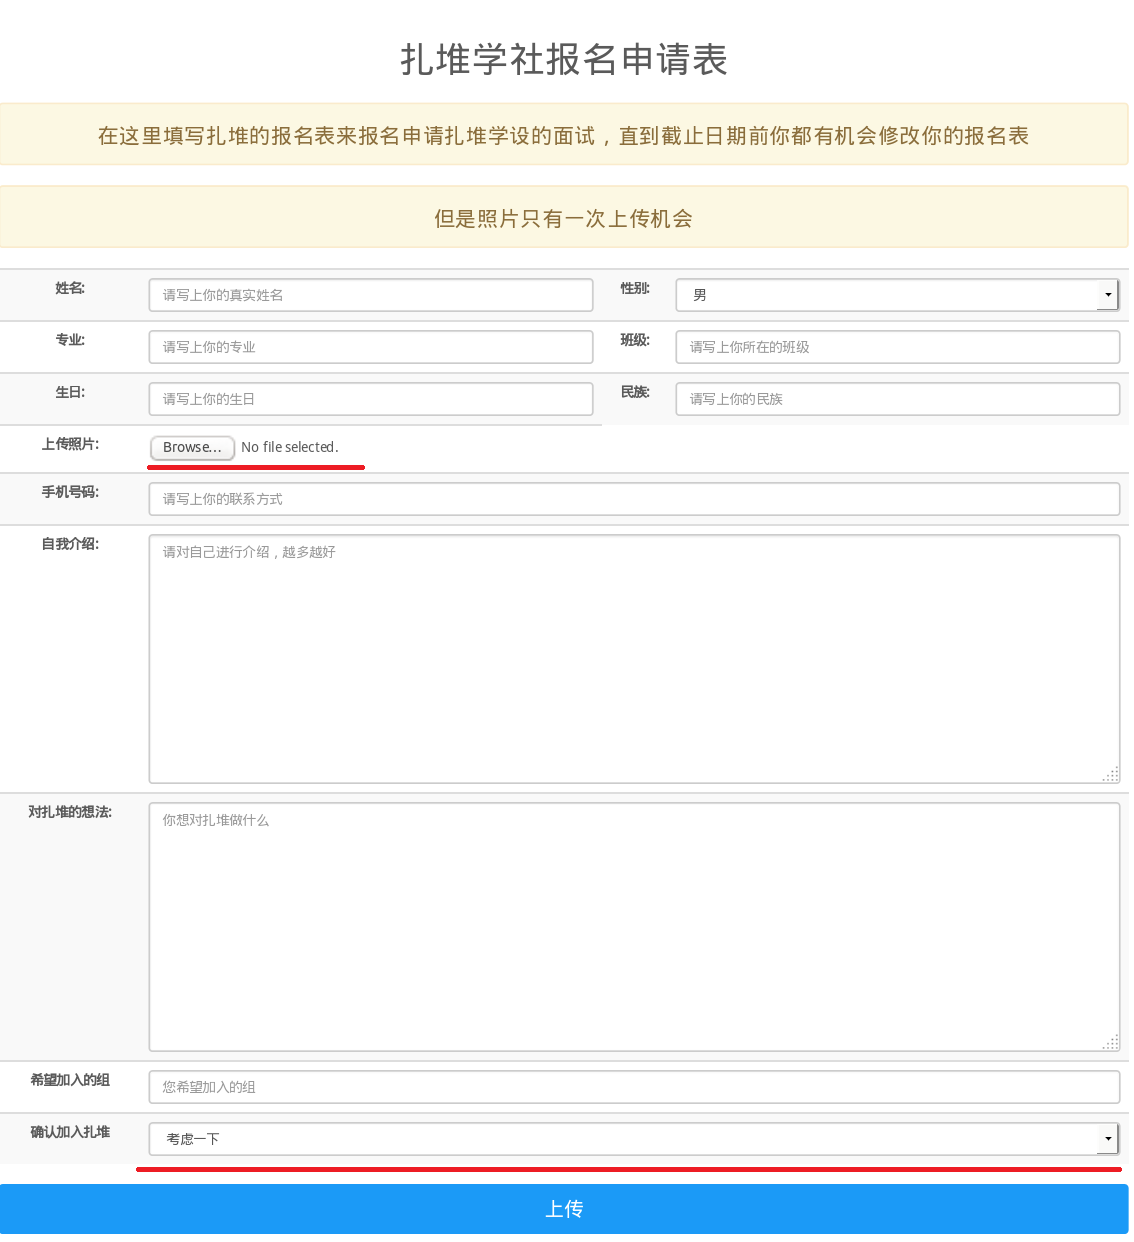 扎堆学社报名申请表
在这里填写扎堆的报名表来报名申请扎堆学设的面试，直到截止日期前你都有机会修改你的报名表
但是照片只有一次上传机会
姓名: 请写上你的真实姓名 性别: 男
专业: 请写上你的专业 班级: 请写上你所在的班级
生日: 请写上你的生日 民族: 请写上你的民族
上传照片: Browse... No file selected.
手机号码: 请写上你的联系方式
自我介绍: 请对自己进行介绍，越多越好
对扎堆的想法: 你想对扎堆做什么
希望加入的组 您希望加入的组
确认加入扎堆 考虑一下
上传